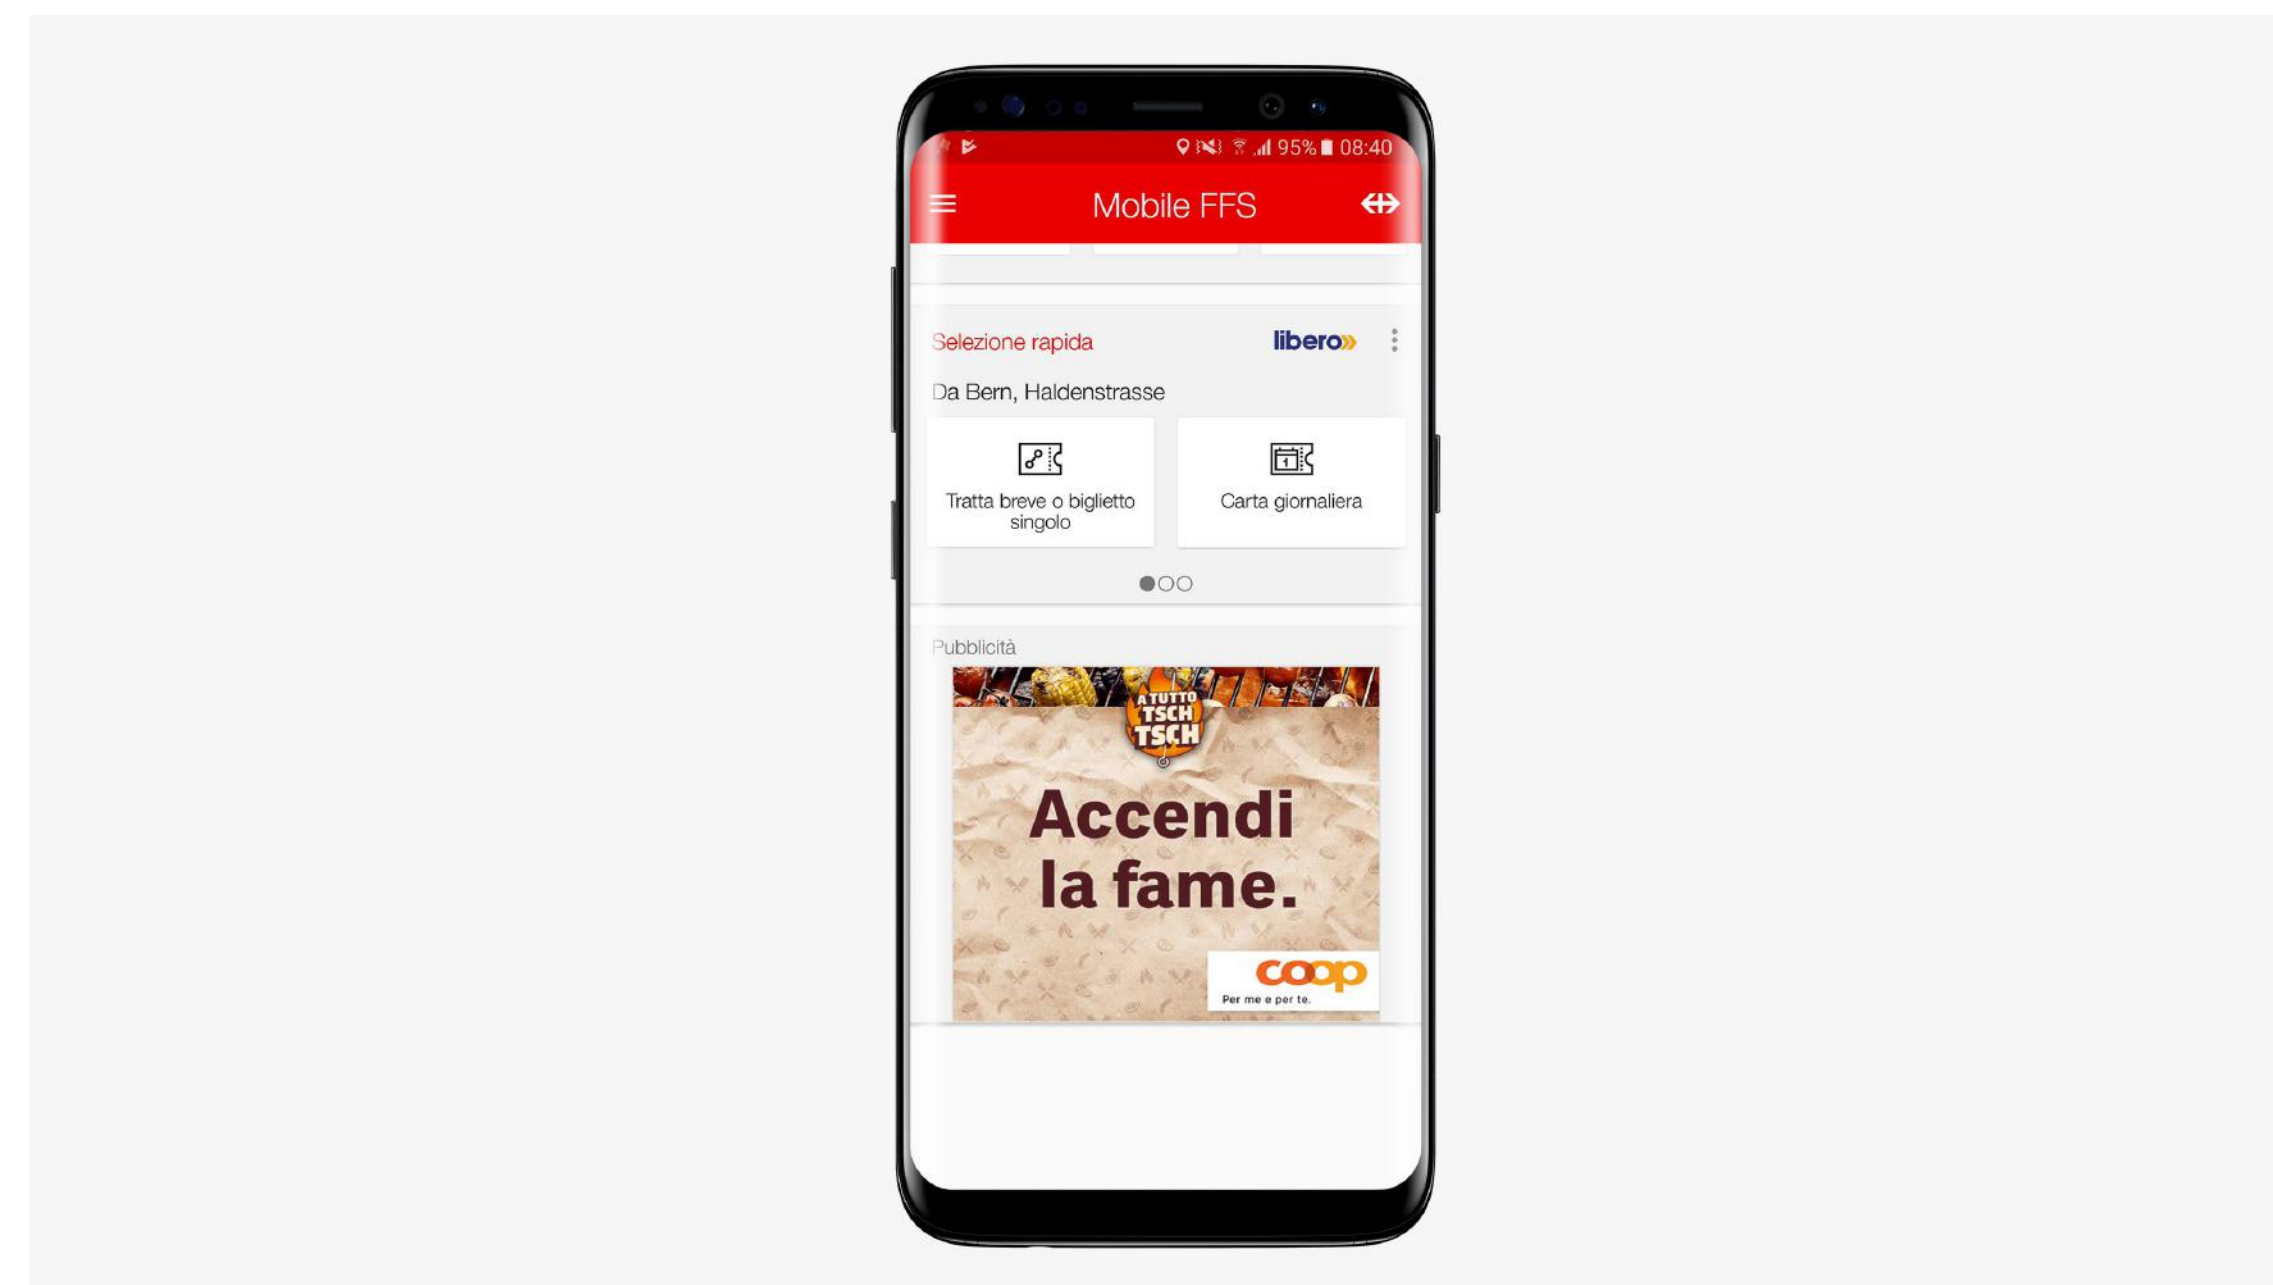 95% 08:40
Mobile FFS
Selezione rapida
libero
Da Bern, Haldenstrasse
1
Tratta breve o biglietto
singolo
Carta giornaliera
Pubblicità
A TUTTO
TSCH
TSCH
Accendi
la fame.
coop
Per me e per te.